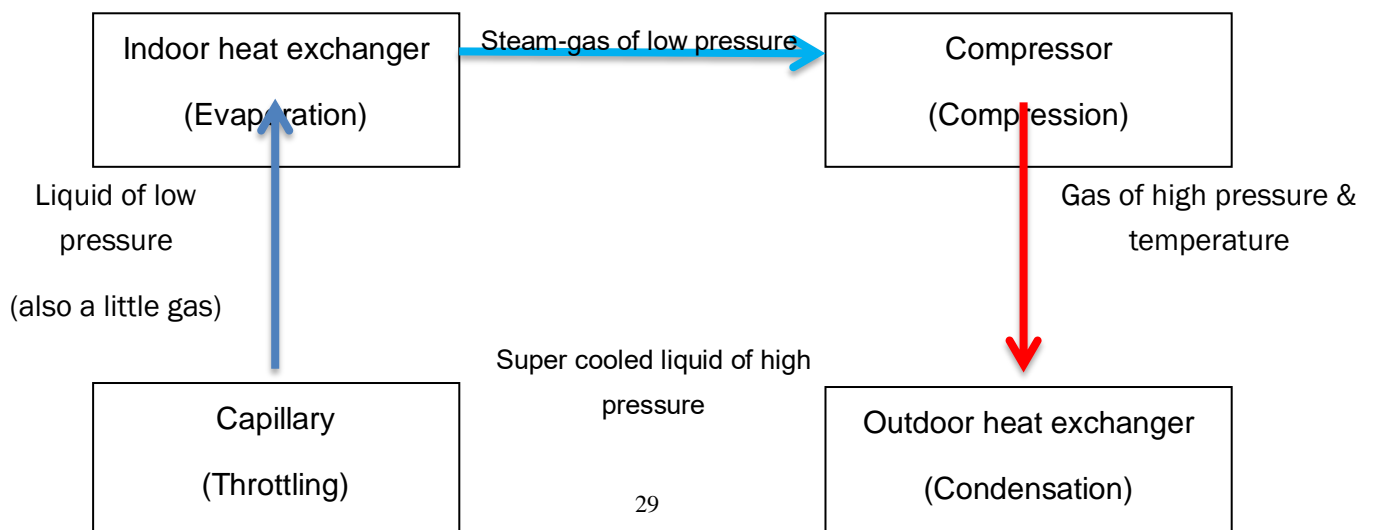 Indoor heat exchanger
(Evaporation)
Steam-gas of low pressure
Compressor
(Compression)
Liquid of low
pressure
(also a little gas)
Gas of high pressure &
temperature
Super cooled liquid of high
pressure
Capillary
(Throttling)
Outdoor heat exchanger
(Condensation)
29